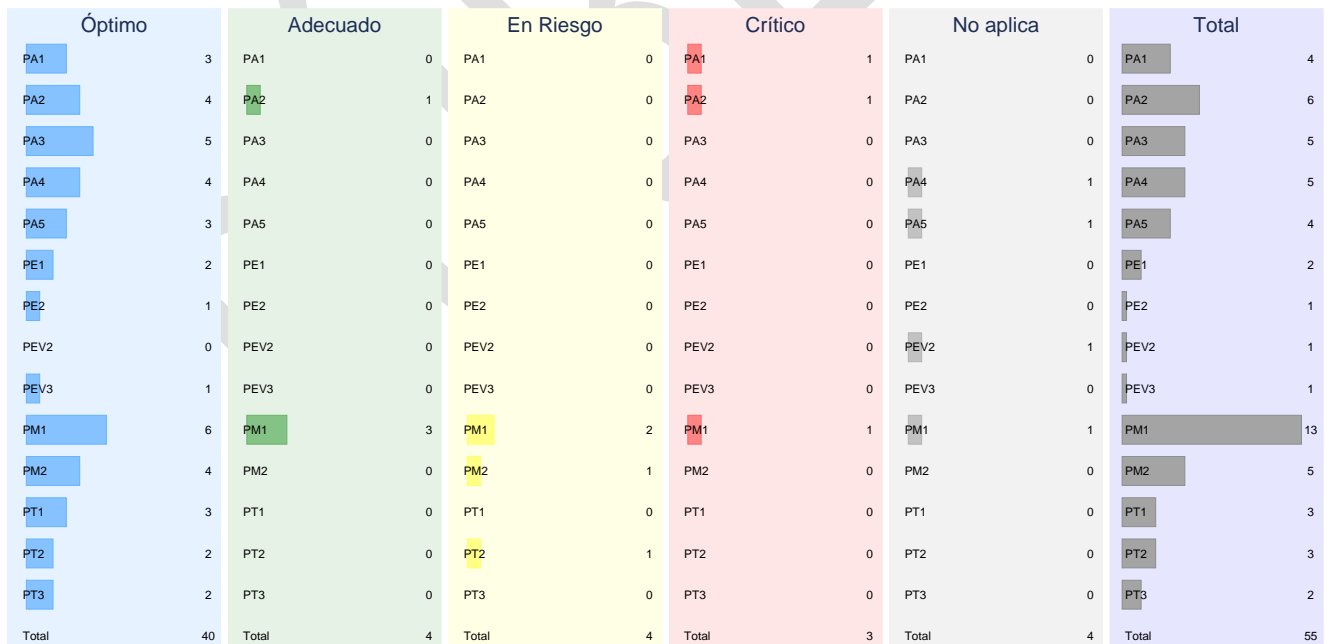 Óptimo Adecuado En Riesgo Crítico No aplica Total
PA1 3 PA1 0 PA1 0 PA1 1 PA1 0 PA1 4
PA2 4 PA2 1 PA2 0 PA2 1 PA2 0 PA2 6
PA3 5 PA3 0 PA3 0 PA3 0 PA3 0 PA3 5
PA4 4 PA4 0 PA4 0 PA4 0 PA4 1 PA4 5
PA5 3 PA5 0 PA5 0 PA5 0 PA5 1 PA5 4
PE1 2 PE1 0 PE1 0 PE1 0 PE1 0 PE1 2
PE2 1 PE2 0 PE2 0 PE2 0 PE2 0 PE2 1
PEV2 0 PEV2 0 PEV2 0 PEV2 0 PEV2 1 PEV2 1
PEV3 1 PEV3 0 PEV3 0 PEV3 0 PEV3 0 PEV3 1
PM1 6 PM1 3 PM1 2 PM1 1 PM1 1 PM1 13
PM2 4 PM2 0 PM2 1 PM2 0 PM2 0 PM2 5
PT1 3 PT1 0 PT1 0 PT1 0 PT1 0 PT1 3
PT2 2 PT2 0 PT2 1 PT2 0 PT2 0 PT2 3
PT3 2 PT3 0 PT3 0 PT3 0 PT3 0 PT3 2
Total 40 Total 4 Total 4 Total 3 Total 4 Total 55